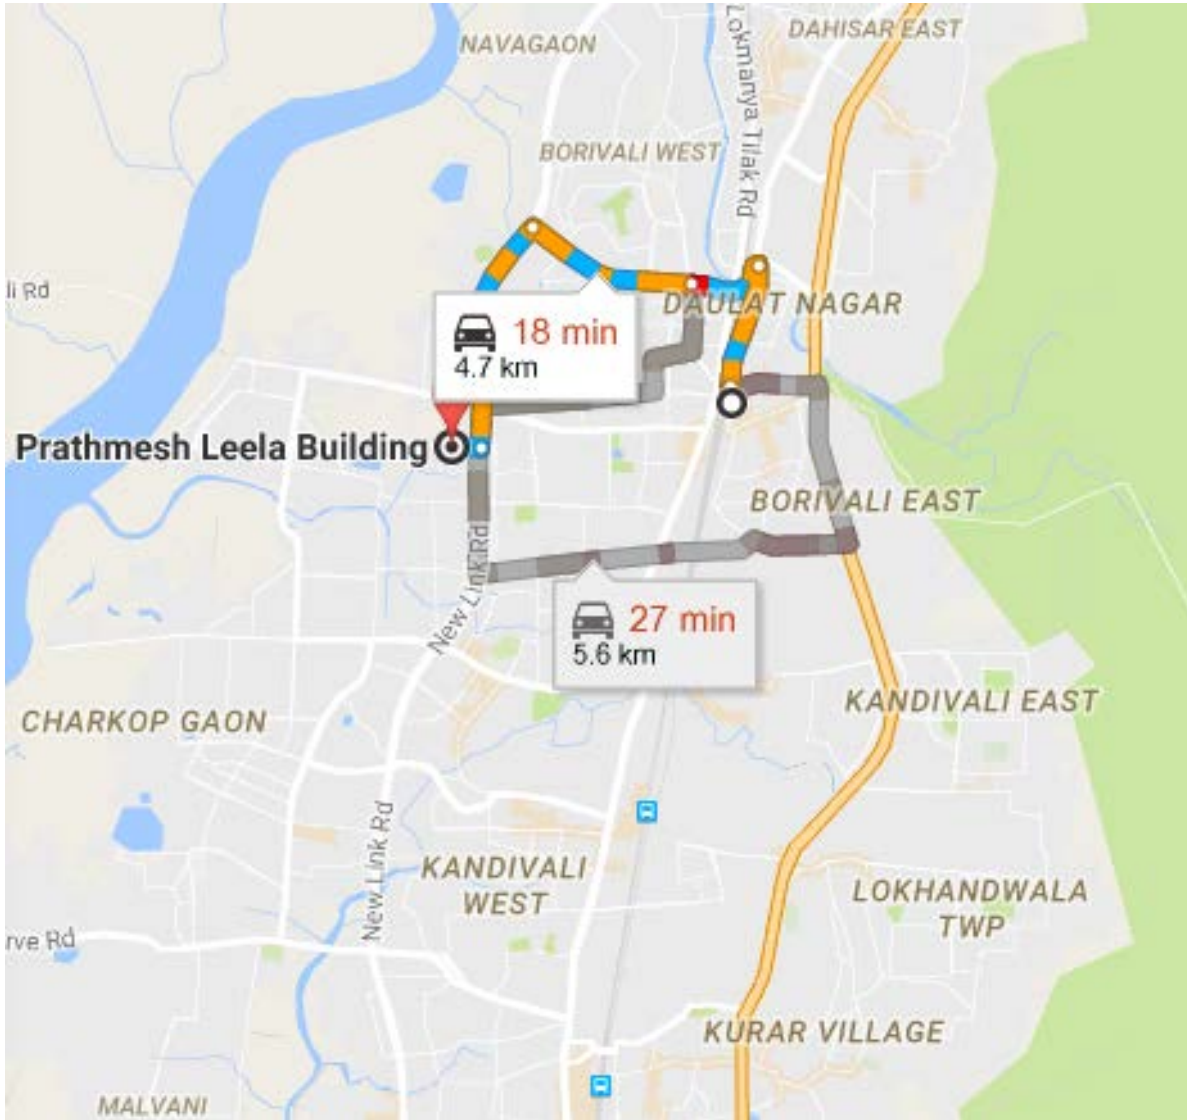 NAVAGAON
DAHISAR EAST
Lokmanya Tilak Rd
BORIVALI WEST
li Rd
DAULAT NAGAR
18 min
4.7 km
Prathmesh Leela Building
BORIVALI EAST
New Link Rd
27 min
5.6 km
KANDIVALI EAST
CHARKOP GAON
New Link Rd
KANDIVALI
WEST
LOKHANDWALA
TWP
rve Rd
KURAR VILLAGE
MALVANI